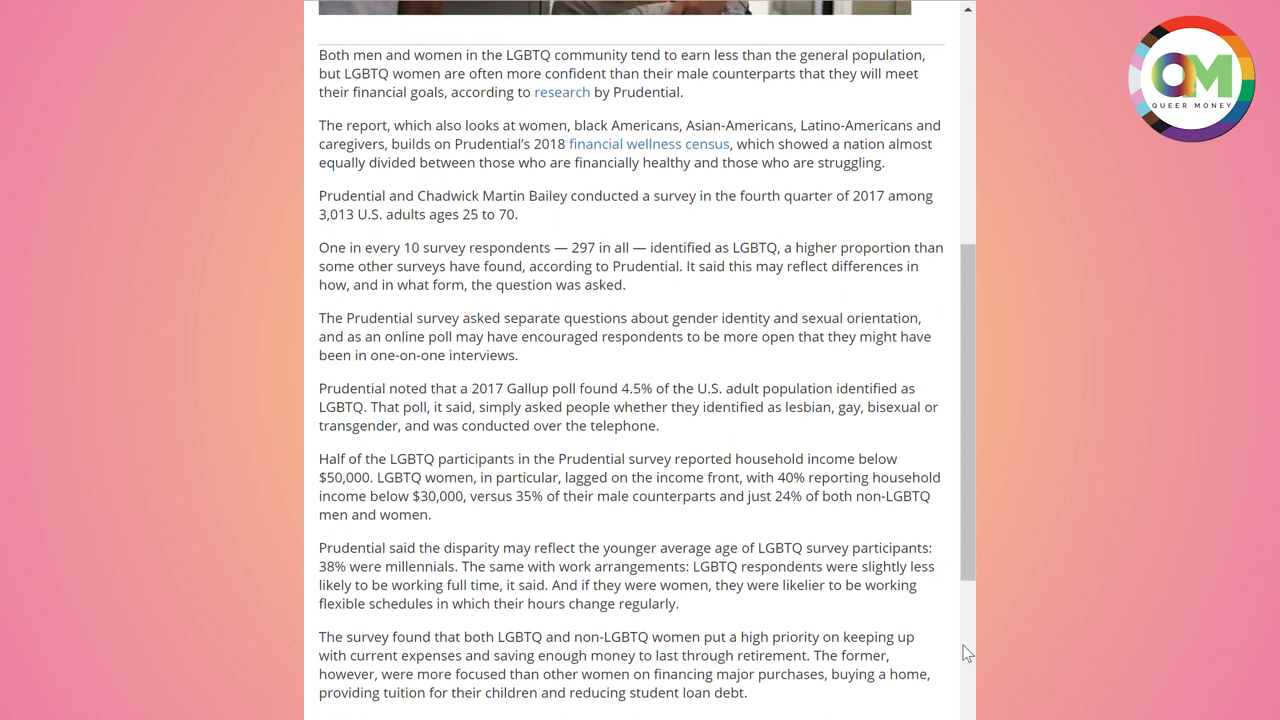 Both men and women in the LGBTQ community tend to earn less than the general population,
but LGBTQ women are often more confident than their male counterparts that they will meet
their financial goals, according to research by Prudential.
The report, which also looks at women, black Americans, Asian-Americans, Latino-Americans and
caregivers, builds on Prudential's 2018 financial wellness census, which showed a nation almost
equally divided between those who are financially healthy and those who are struggling.
Prudential and Chadwick Martin Bailey conducted a survey in the fourth quarter of 2017 among
3,013 U.S. adults ages 25 to 70.
One in every 10 survey respondents — 297 in all — identified as LGBTQ, a higher proportion than
some other surveys have found, according to Prudential. It said this may reflect differences in
how, and in what form, the question was asked.
The Prudential survey asked separate questions about gender identity and sexual orientation,
and as an online poll may have encouraged respondents to be more open that they might have
been in one-on-one interviews.
Prudential noted that a 2017 Gallup poll found 4.5% of the U.S. adult population identified as
LGBTQ. That poll, it said, simply asked people whether they identified as lesbian, gay, bisexual or
transgender, and was conducted over the telephone.
Half of the LGBTQ participants in the Prudential survey reported household income below
$50,000. LGBTQ women, in particular, lagged on the income front, with 40% reporting household
income below $30,000, versus 35% of their male counterparts and just 24% of both non-LGBTQ
men and women.
Prudential said the disparity may reflect the younger average age of LGBTQ survey participants:
38% were millennials. The same with work arrangements: LGBTQ respondents were slightly less
likely to be working full time, it said. And if they were women, they were likelier to be working
flexible schedules in which their hours change regularly.
The survey found that both LGBTQ and non-LGBTQ women put a high priority on keeping up
with current expenses and saving enough money to last through retirement. The former,
however, were more focused than other women on financing major purchases, buying a home,
providing tuition for their children and reducing student loan debt.
QM
QUEER MONEY